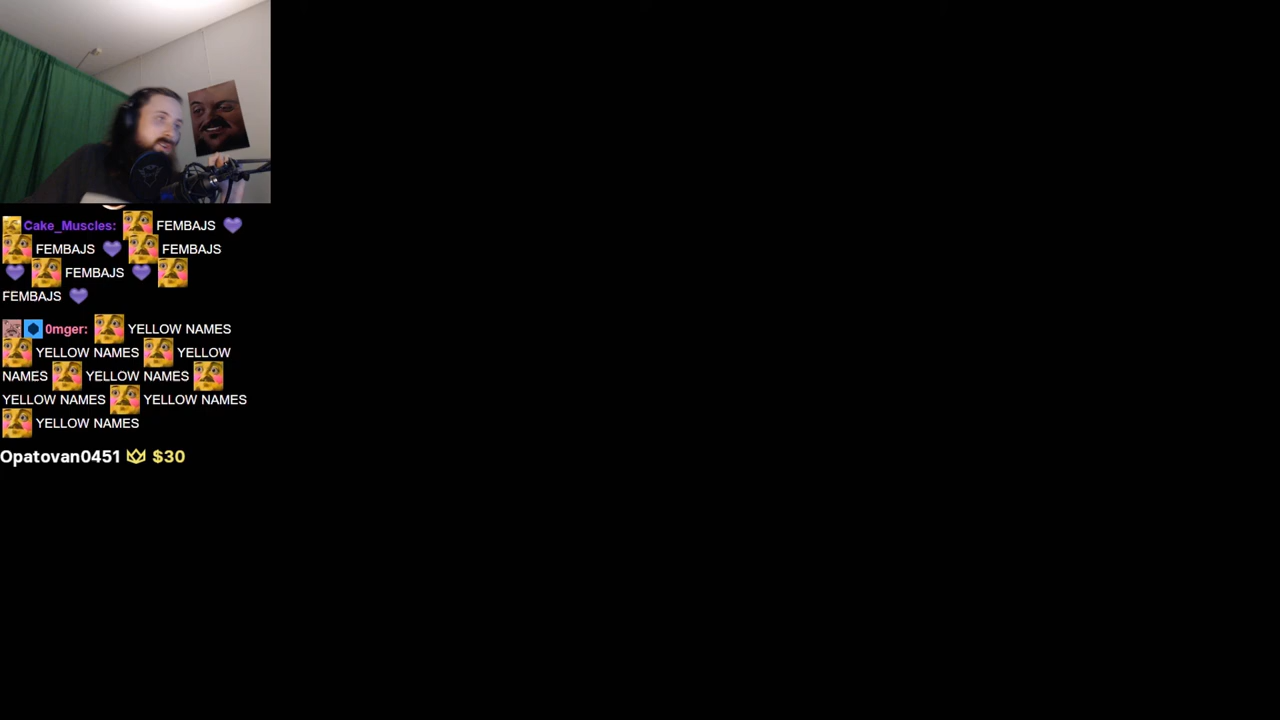 Cake_Muscles: FEMBAJS
FEMBAJS FEMBAJS
FEMBAJS
FEMBAJS
0mger: YELLOW NAMES
YELLOW NAMES YELLOW
NAMES YELLOW NAMES
YELLOW NAMES YELLOW NAMES
YELLOW NAMES
Opatovan0451 $30